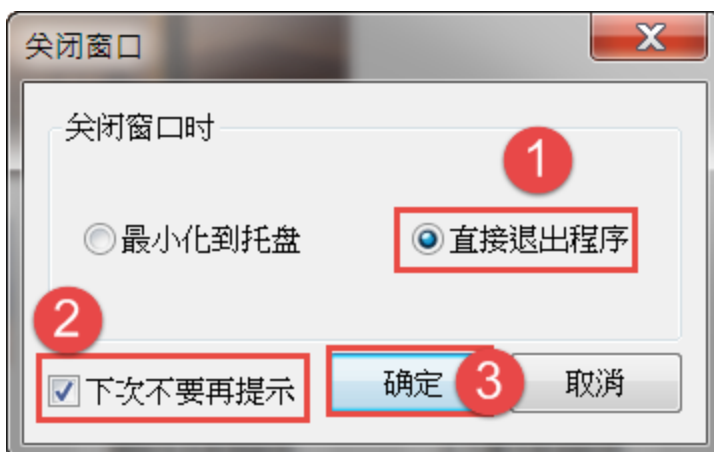 关闭窗口
关闭窗口时
1
最小化到托盘
直接退出程序
2
下次不要再提示
确定
3
取消